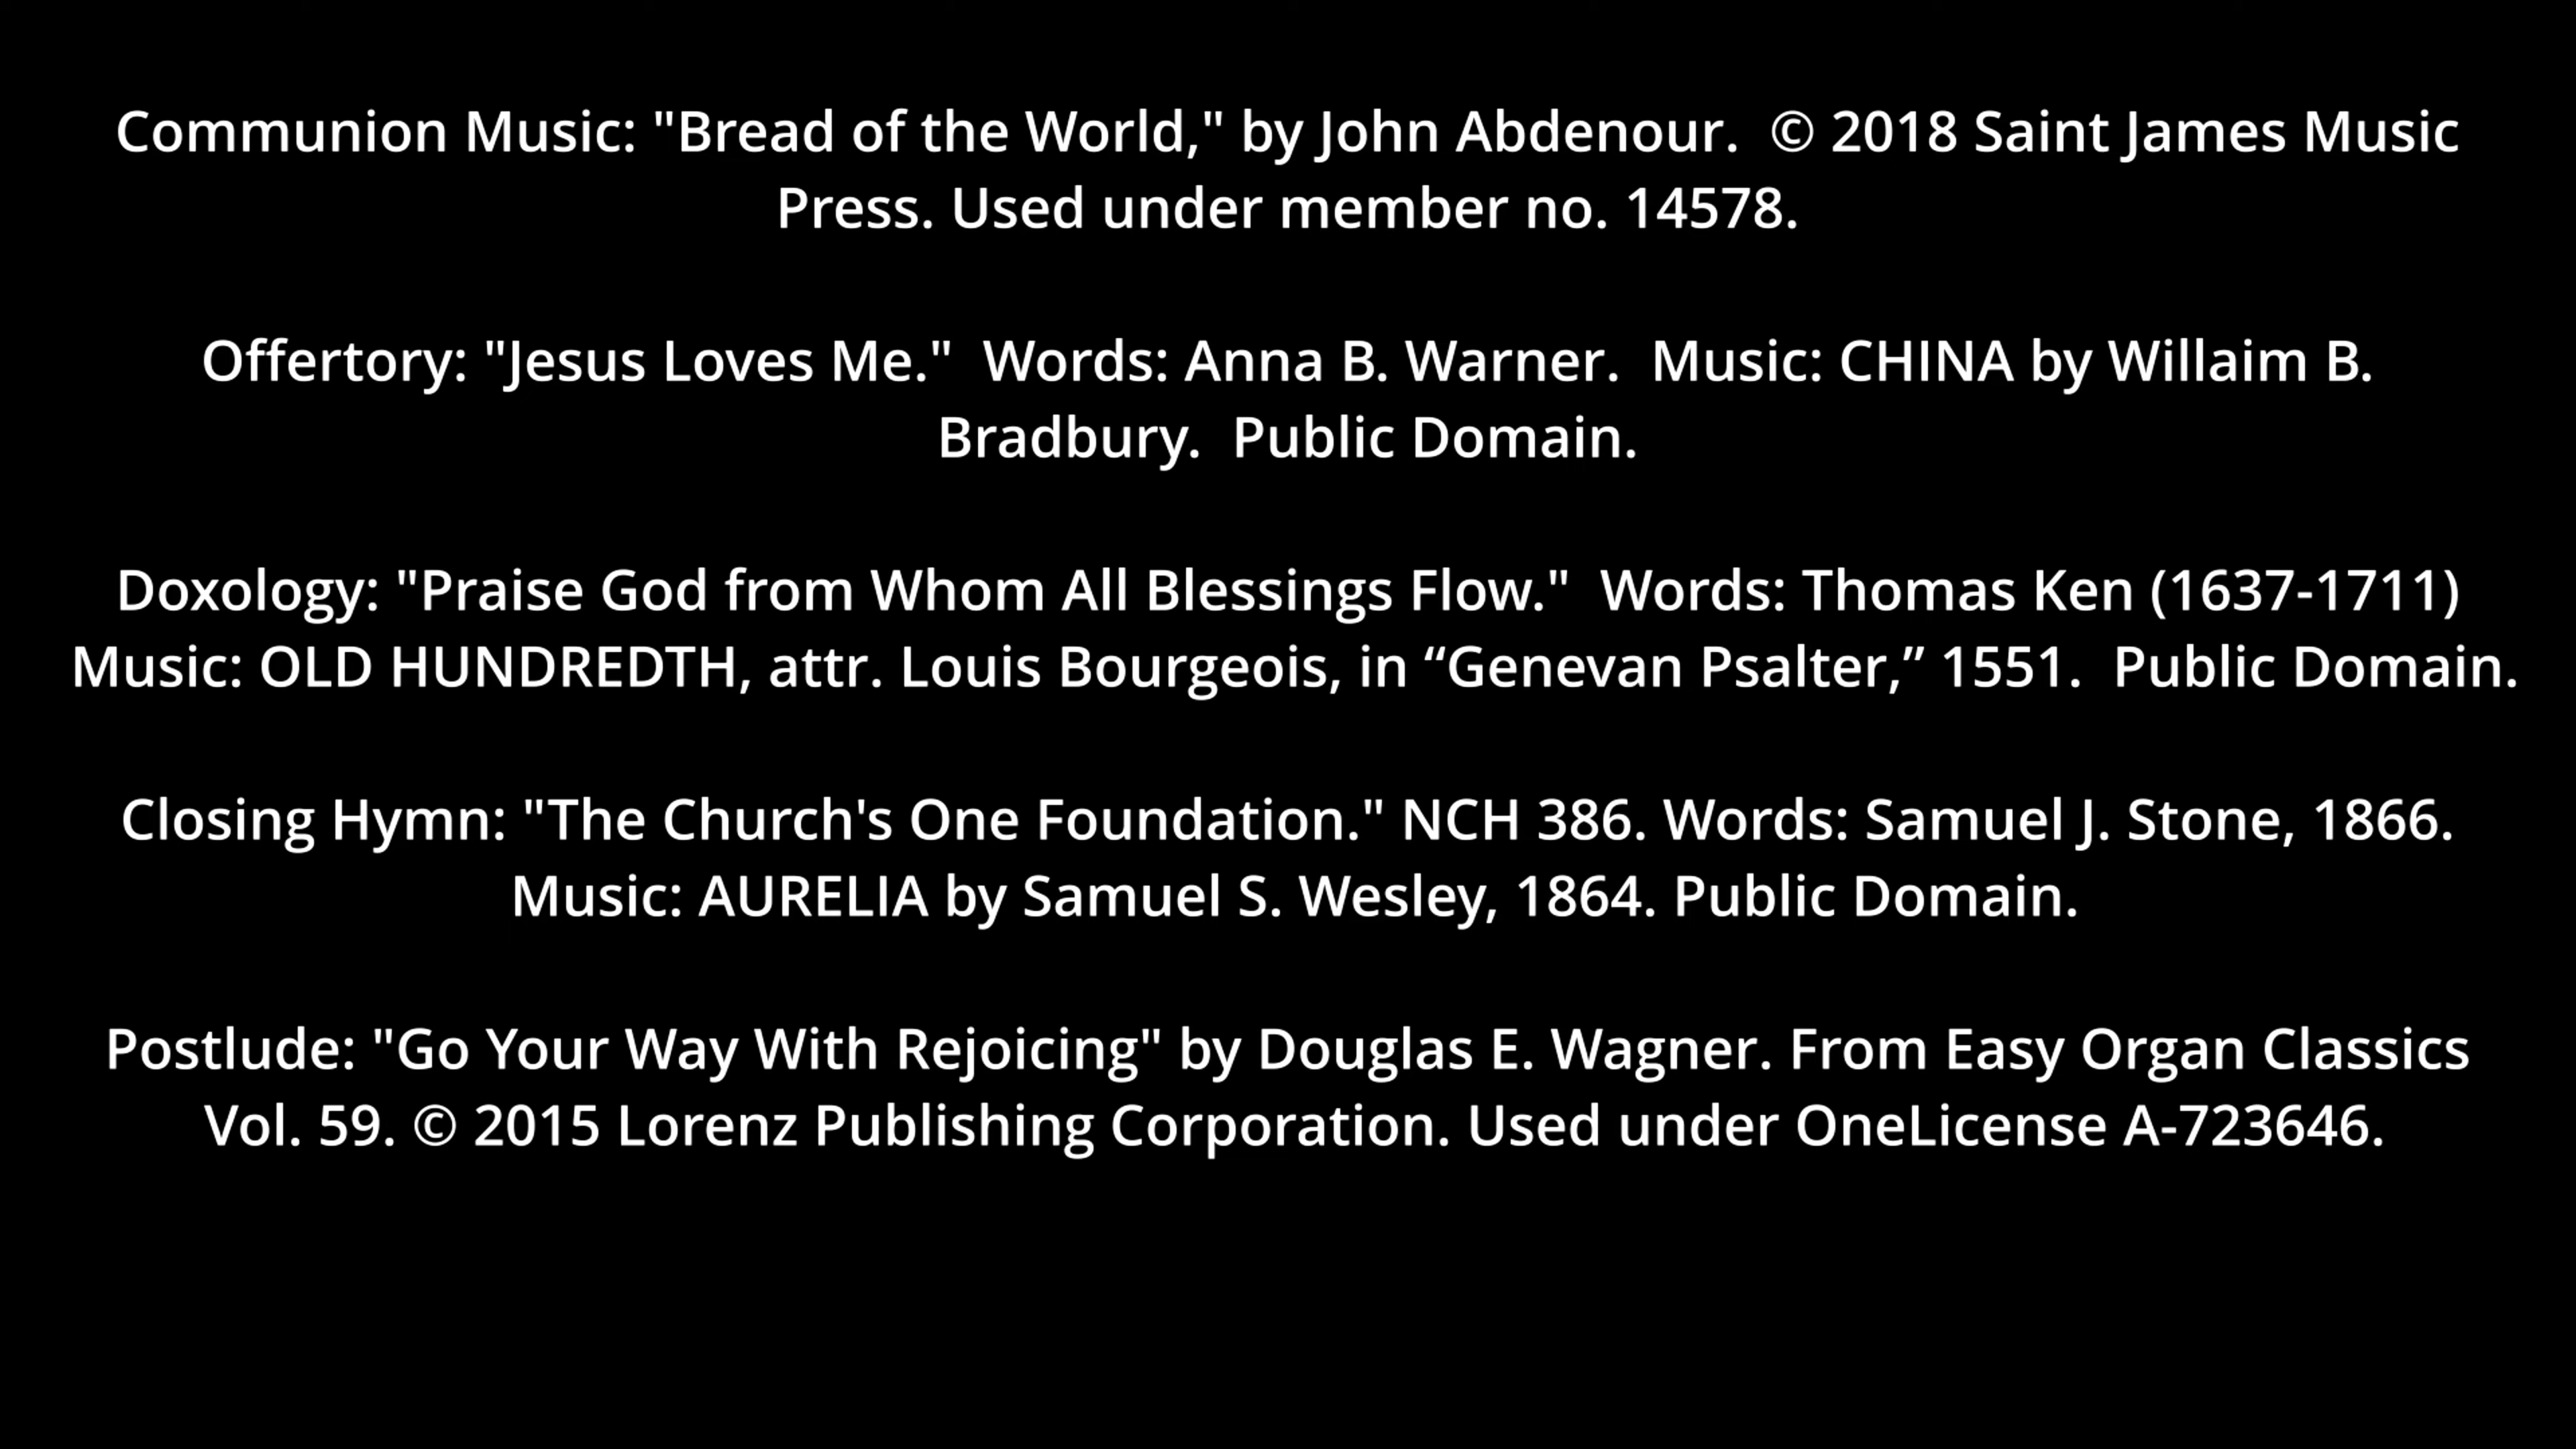 Communion Music: "Bread of the World," by John Abdenour.  © 2018 Saint James Music
Press. Used under member no. 14578.
Offertory: "Jesus Loves Me."  Words: Anna B. Warner.  Music: CHINA by Willaim B.
Bradbury.  Public Domain.
Doxology: "Praise God from Whom All Blessings Flow."  Words: Thomas Ken (1637-1711)
Music: OLD HUNDREDTH, attr. Louis Bourgeois, in “Genevan Psalter,” 1551.  Public Domain.
Closing Hymn: "The Church's One Foundation." NCH 386. Words: Samuel J. Stone, 1866.
Music: AURELIA by Samuel S. Wesley, 1864. Public Domain.
Postlude: "Go Your Way With Rejoicing" by Douglas E. Wagner. From Easy Organ Classics
Vol. 59. © 2015 Lorenz Publishing Corporation. Used under OneLicense A-723646.